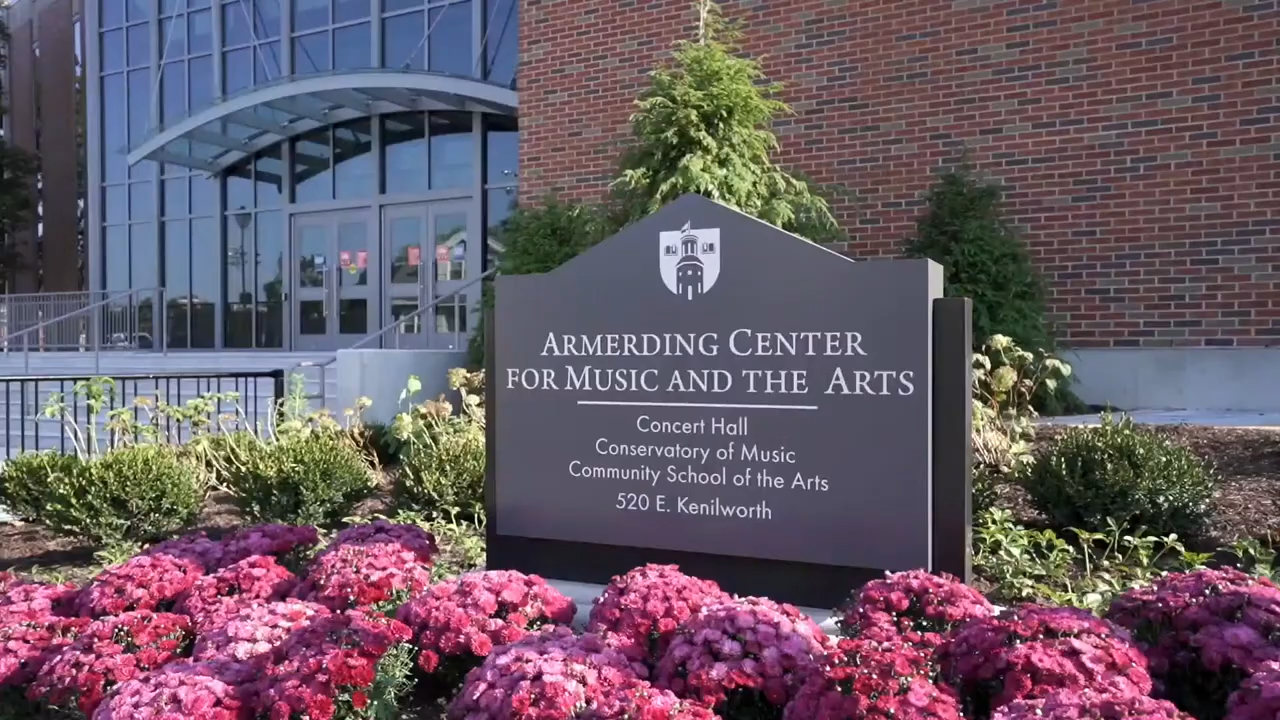 ARMERDING CENTER
FOR MUSIC AND THE ARTS
Concert Hall
Conservatory of Music
Community School of the Arts
520 E. Kenilworth